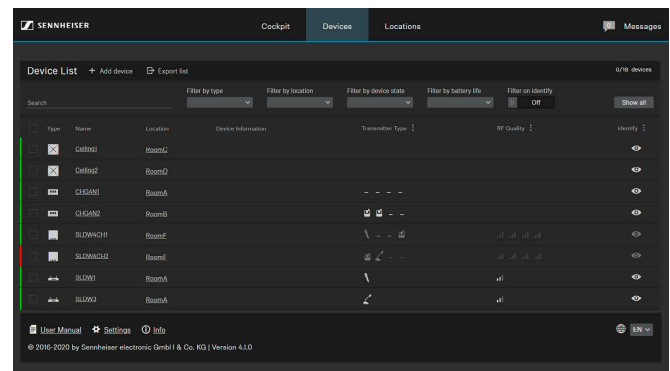 SENNHEISER Cockpit Devices Locations 0 Messages
Device List + Add device Export list 0/18 devices
Filter by type Filter by location Filter by device state Filter by battery life Filter on identify
Search Off Show all
Type Name Location Device Information Transmitter Type RF Quality Identify
Ceiling1 RoomC
Ceiling2 RoomD
CHG4N1 RoomA
CHG4N2 RoomB
SLDW4CH1 RoomE
SLDW4CH2 RoomE
SLDW1 RoomA
SLDW3 RoomA
User Manual Settings Info EN
© 2016-2020 by Sennheiser electronic GmbH & Co. KG | Version 4.1.0